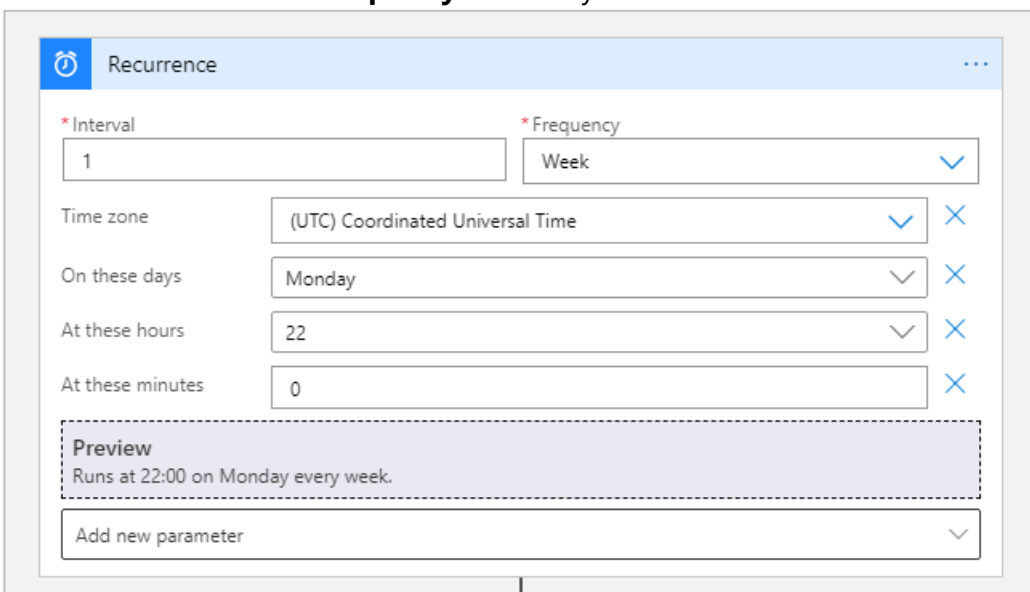 Recurrence
...
* Interval
* Frequency
1
Week
Time zone
(UTC) Coordinated Universal Time
On these days
Monday
At these hours
22
At these minutes
0
Preview
Runs at 22:00 on Monday every week.
Add new parameter